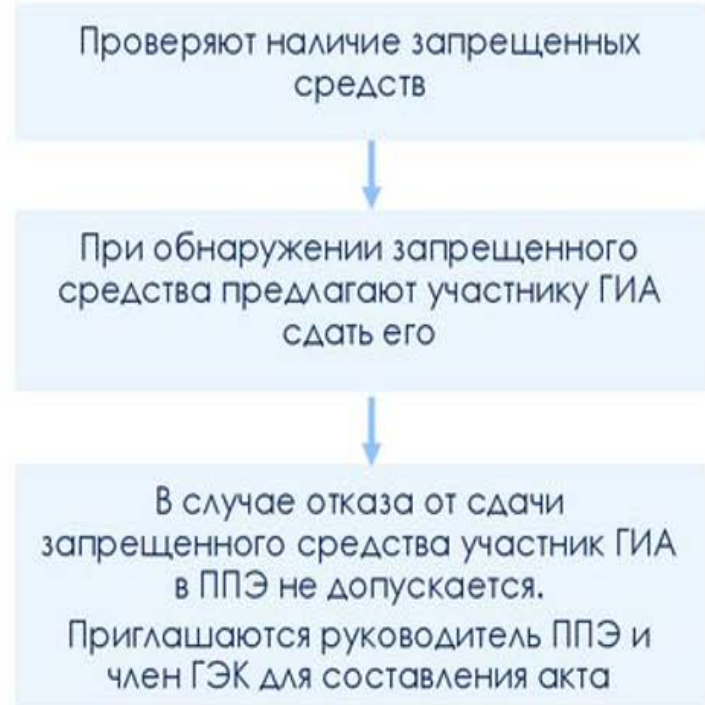 Проверяют наличие запрещенных
средств
При обнаружении запрещенного
средства предлагают участнику ГИА
сдать его
В случае отказа от сдачи
запрещенного средства участник ГИА
в ППЭ не допускается.
Приглашаются руководитель ППЭ и
член ГЭК для составления акта